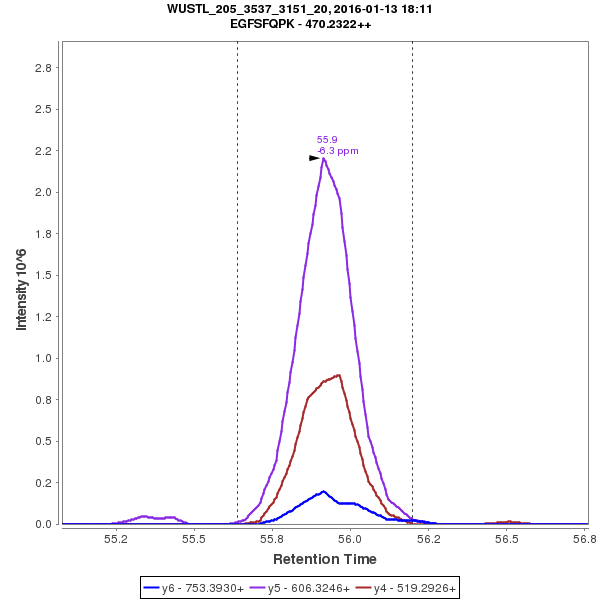 WUSTL_205_3537_3151_20, 2016-01-13 18:11
EGFSFQPK - 470.2322++
2.8
2.5
2.2
2.0
1.8
1.5
1.2
1.0
0.8
0.5
0.2
0.0
Intensity 10^6
55.9
-6.3 ppm
55.2
55.5
55.8
56.0
56.2
56.5
56.8
Retention Time
y6 - 753.3930+
y5 - 606.3246+
y4 - 519.2926+